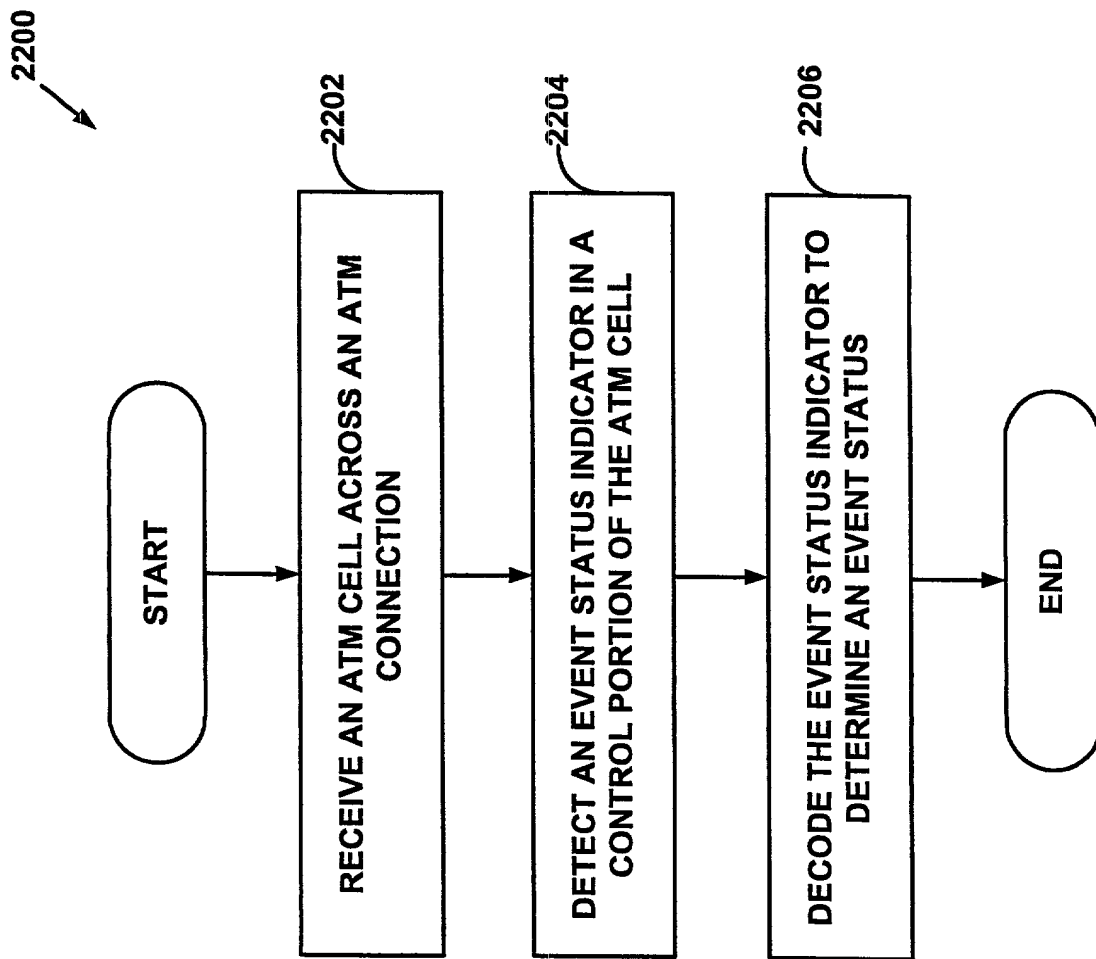 2200
START
2202
RECEIVE AN ATM CELL ACROSS AN ATM
CONNECTION
2204
DETECT AN EVENT STATUS INDICATOR IN A
CONTROL PORTION OF THE ATM CELL
2206
DECODE THE EVENT STATUS INDICATOR TO
DETERMINE AN EVENT STATUS
END